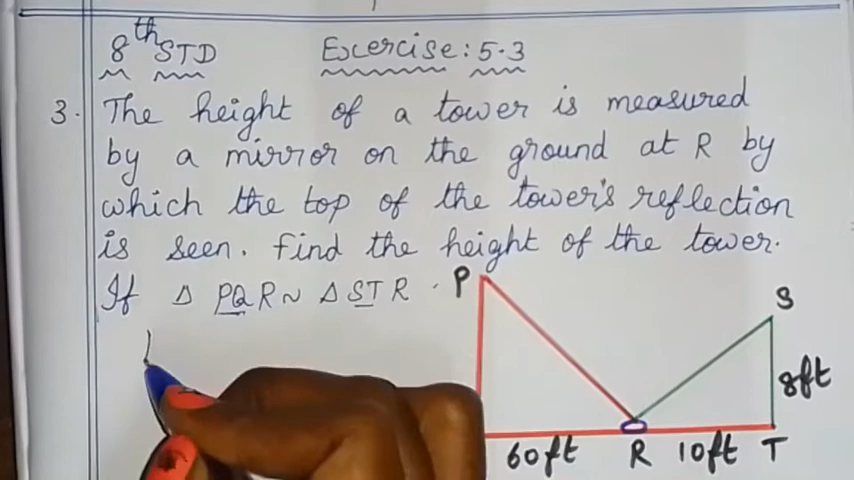 8th STD Exercise: 5.3
3. The height of a tower is measured
by a mirror on the ground at R by
which the top of the tower's reflection
is seen. Find the height of the tower.
If Δ PQR ~ Δ STR.
P
S
8ft
60ft R 10ft T